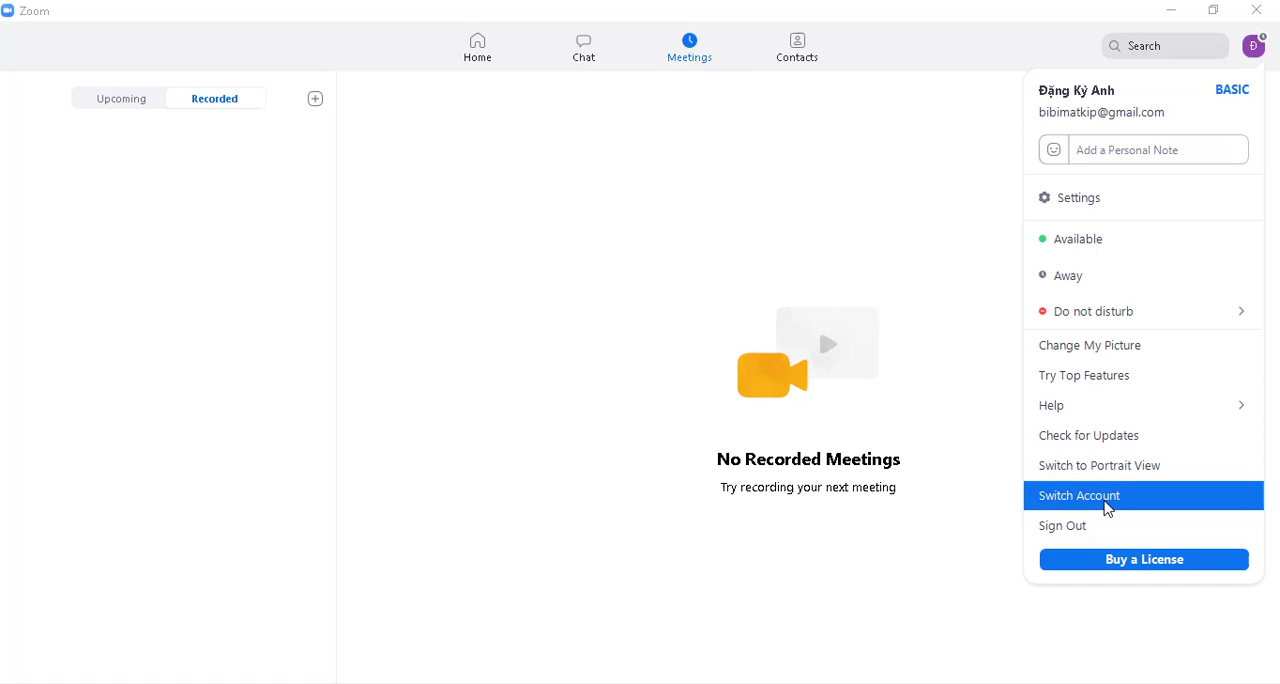 Zoom
Home
Chat
Meetings
Contacts
Search
Đ
Upcoming
Recorded
Đặng Kỳ Anh
BASIC
bibimatkip@gmail.com
Add a Personal Note
Settings
Available
Away
Do not disturb
Change My Picture
Try Top Features
Help
Check for Updates
Switch to Portrait View
Switch Account
Sign Out
Buy a License
No Recorded Meetings
Try recording your next meeting